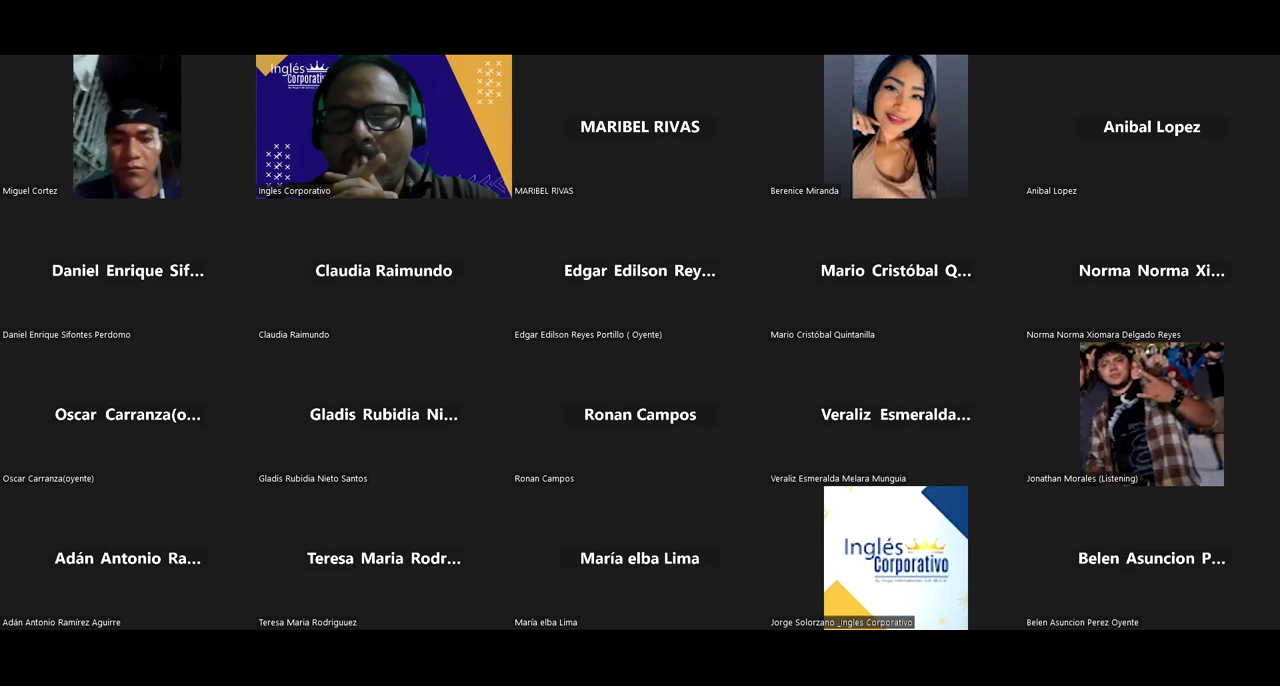 Inglés
Corporati
Miguel Cortez
Ingles Corporativo
MARIBEL RIVAS
MARIBEL RIVAS
Berenice Miranda
Anibal Lopez
Anibal Lopez
Daniel Enrique Sif...
Daniel Enrique Sifontes Perdomo
Claudia Raimundo
Claudia Raimundo
Edgar Edilson Rey...
Edgar Edilson Reyes Portillo ( Oyente)
Mario Cristóbal Q...
Mario Cristóbal Quintanilla
Norma Norma Xi...
Norma Norma Xiomara Delgado Reyes
Oscar Carranza(o...
Oscar Carranza(oyente)
Gladis Rubidia Ni...
Gladis Rubidia Nieto Santos
Ronan Campos
Ronan Campos
Veraliz Esmeralda...
Veraliz Esmeralda Melara Munguia
Jonathan Morales (Listening)
Adán Antonio Ra...
Adán Antonio Ramírez Aguirre
Teresa Maria Rodr...
Teresa Maria Rodriguuez
María elba Lima
María elba Lima
Inglés
Corporativo
Jorge Solorzano _Ingles Corporativo
Belen Asuncion P...
Belen Asuncion Perez Oyente